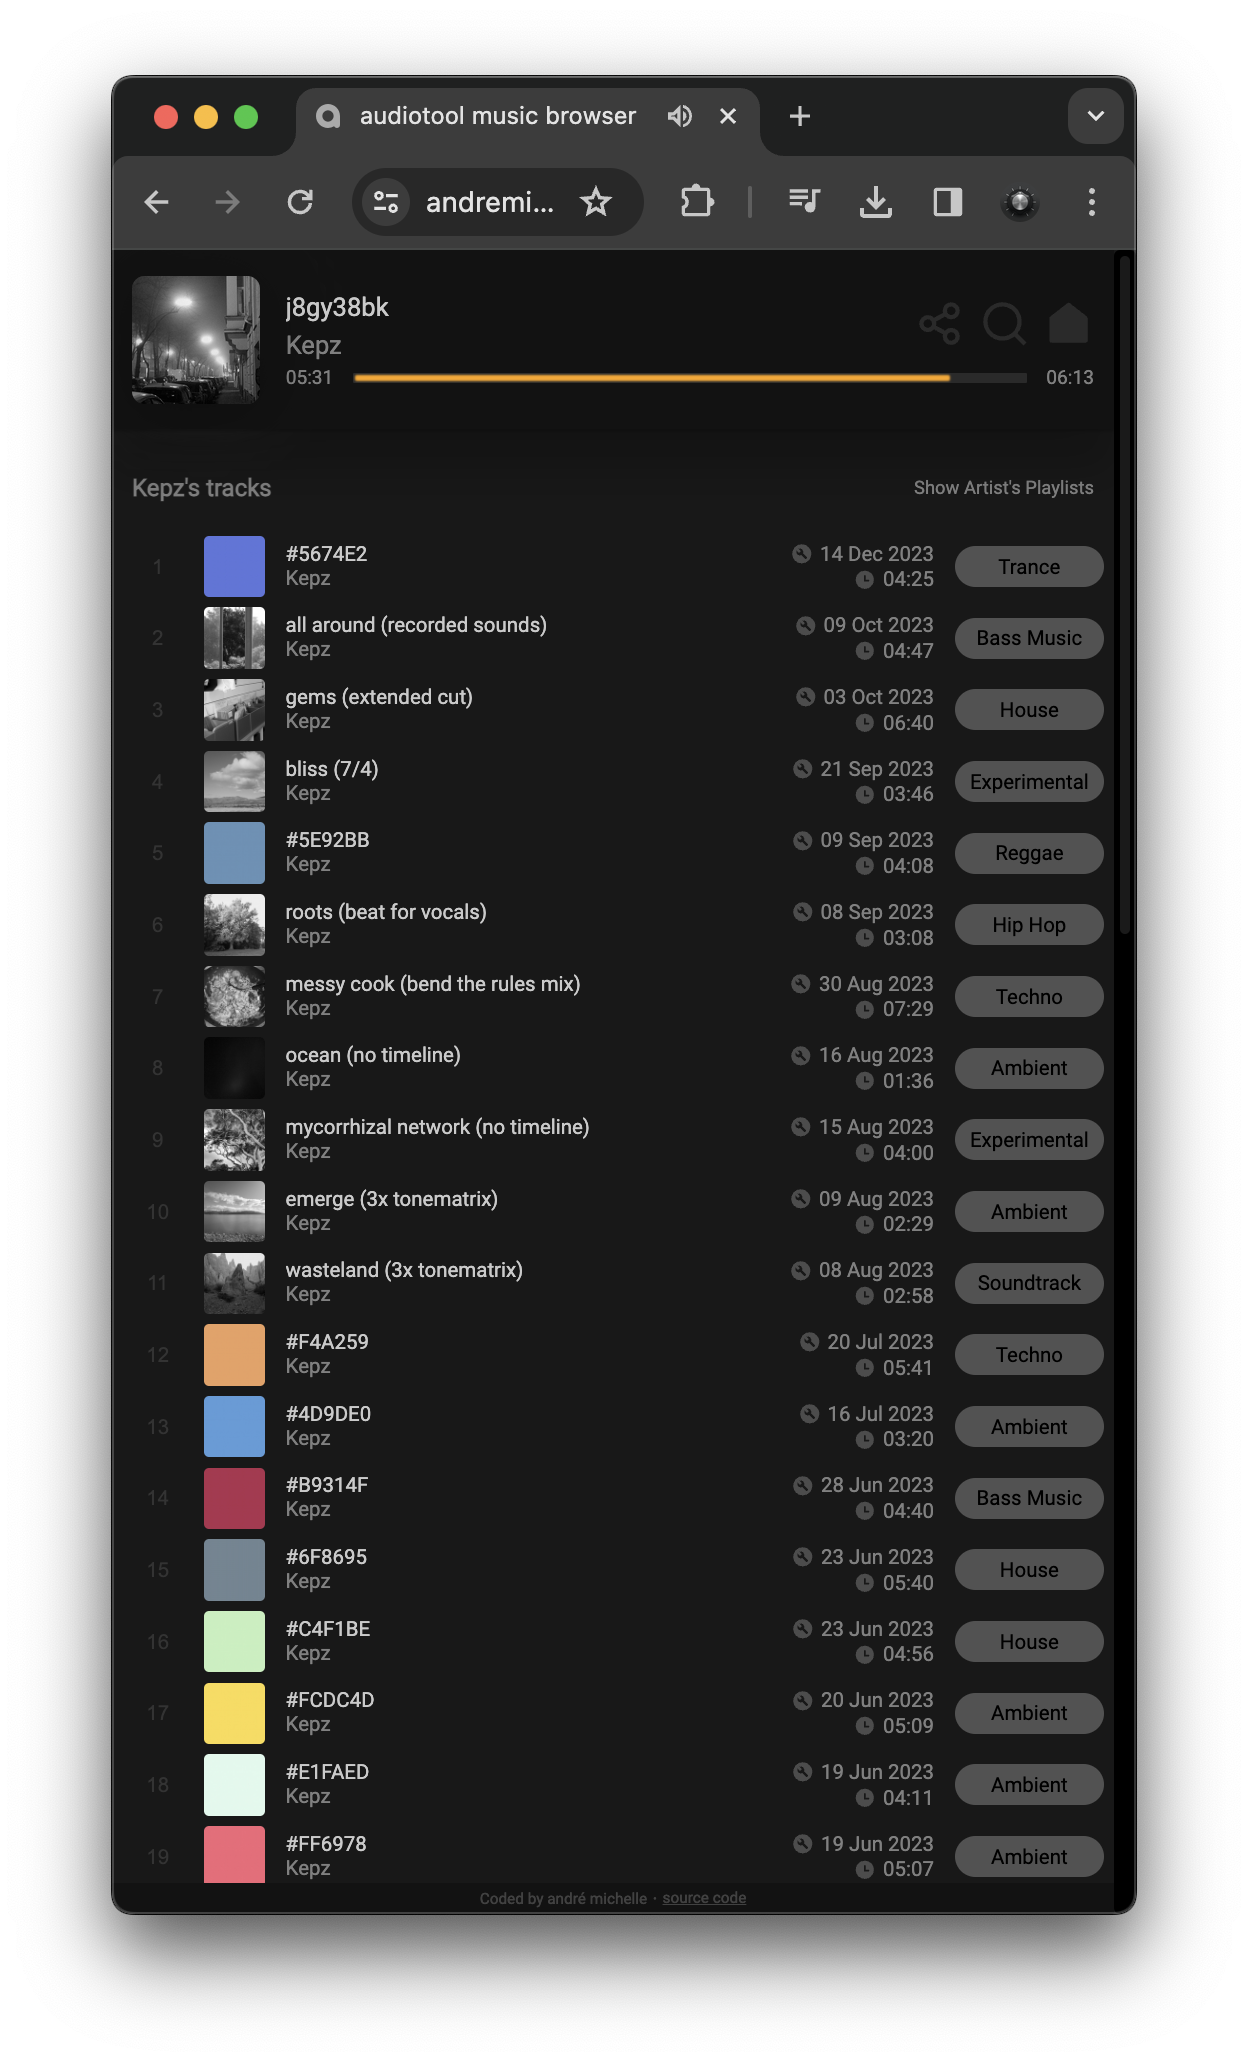 audiotool music browser
andremi...
j8gy38bk
Kepz
05:31
06:13
Kepz's tracks
Show Artist's Playlists
1
#5674E2
Kepz
14 Dec 2023
04:25
Trance
2
all around (recorded sounds)
Kepz
09 Oct 2023
04:47
Bass Music
3
gems (extended cut)
Kepz
03 Oct 2023
06:40
House
4
bliss (7/4)
Kepz
21 Sep 2023
03:46
Experimental
5
#5E92BB
Kepz
09 Sep 2023
04:08
Reggae
6
roots (beat for vocals)
Kepz
08 Sep 2023
03:08
Hip Hop
7
messy cook (bend the rules mix)
Kepz
30 Aug 2023
07:29
Techno
8
ocean (no timeline)
Kepz
16 Aug 2023
01:36
Ambient
9
mycorrhizal network (no timeline)
Kepz
15 Aug 2023
04:00
Experimental
10
emerge (3x tonematrix)
Kepz
09 Aug 2023
02:29
Ambient
11
wasteland (3x tonematrix)
Kepz
08 Aug 2023
02:58
Soundtrack
12
#F4A259
Kepz
20 Jul 2023
05:41
Techno
13
#4D9DE0
Kepz
16 Jul 2023
03:20
Ambient
14
#B9314F
Kepz
28 Jun 2023
04:40
Bass Music
15
#6F8695
Kepz
23 Jun 2023
05:40
House
16
#C4F1BE
Kepz
23 Jun 2023
04:56
House
17
#FCDC4D
Kepz
20 Jun 2023
05:09
Ambient
18
#E1FAED
Kepz
19 Jun 2023
04:11
Ambient
19
#FF6978
Kepz
19 Jun 2023
05:07
Ambient
Coded by andré michelle · source code